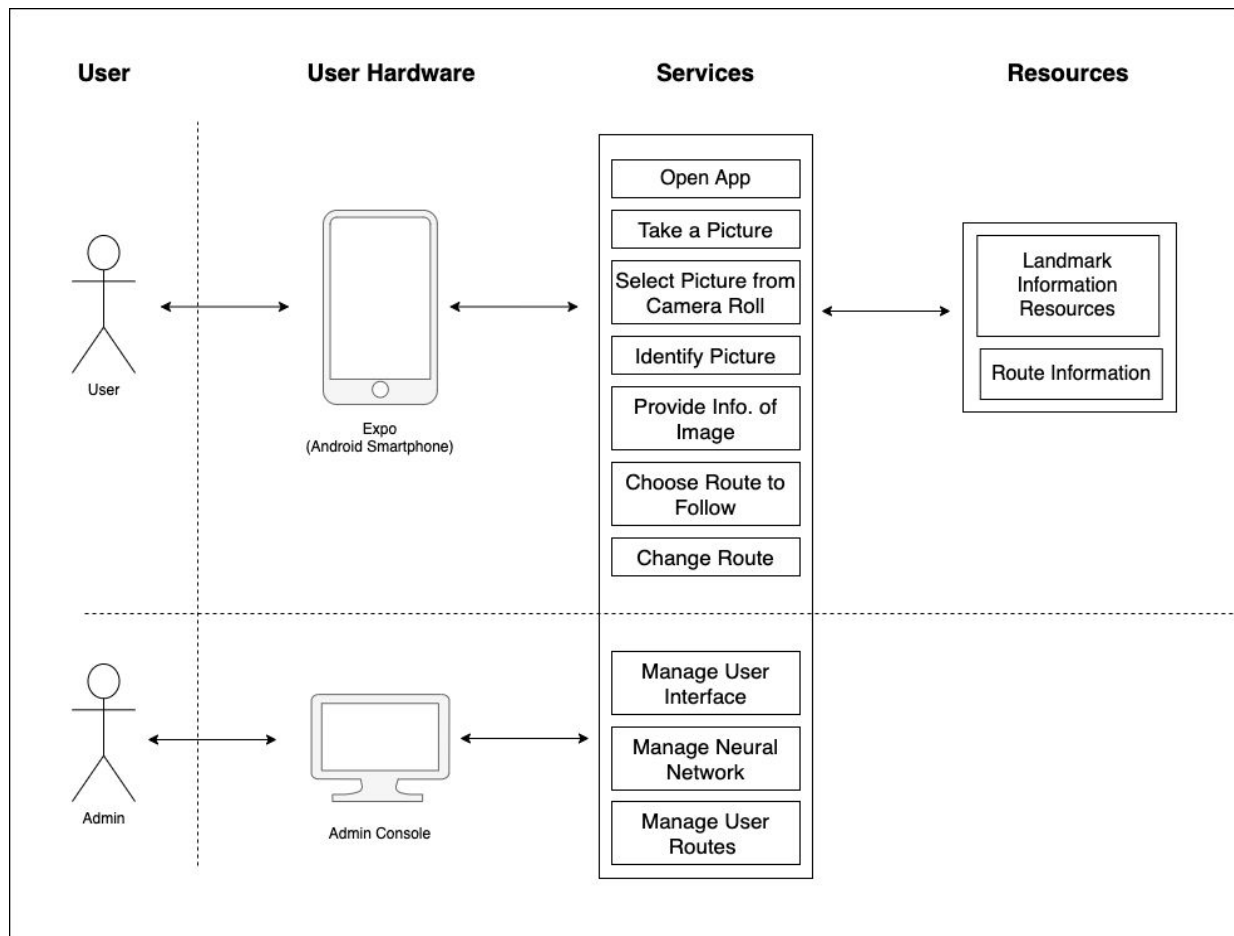 User
User Hardware
Services
Resources
Open App
Take a Picture
Select Picture from
Camera Roll
Identify Picture
Provide Info. of
Image
Choose Route to
Follow
Change Route
Landmark
Information
Resources
Route Information
User
Expo
(Android Smartphone)
Manage User
Interface
Manage Neural
Network
Manage User
Routes
Admin
Admin Console